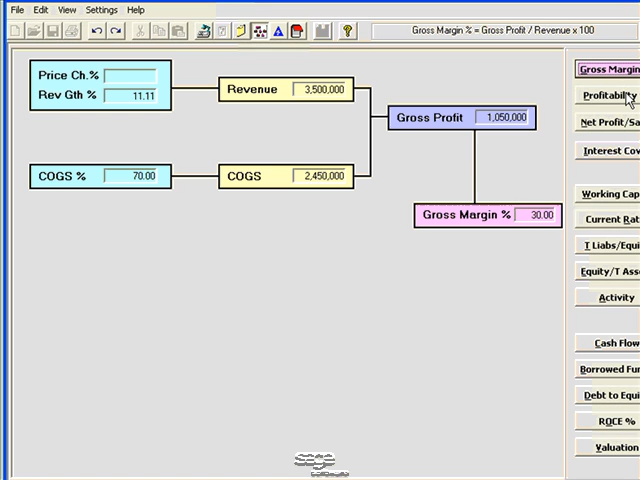 File Edit View Settings Help
Gross Margin % = Gross Profit / Revenue x 100
Price Ch.%
Rev Gth % 11.11
Revenue 3,500,000
Gross Profit 1,050,000
COGS % 70.00
COGS 2,450,000
Gross Margin % 30.00
Gross Margin
Profitability
Net Profit/Sa
Interest Cov
Working Cap
Current Rat
T Liabs/Equi
Equity/T Ass
Activity
Cash Flow
Borrowed Fun
Debt to Equi
ROCE %
Valuation